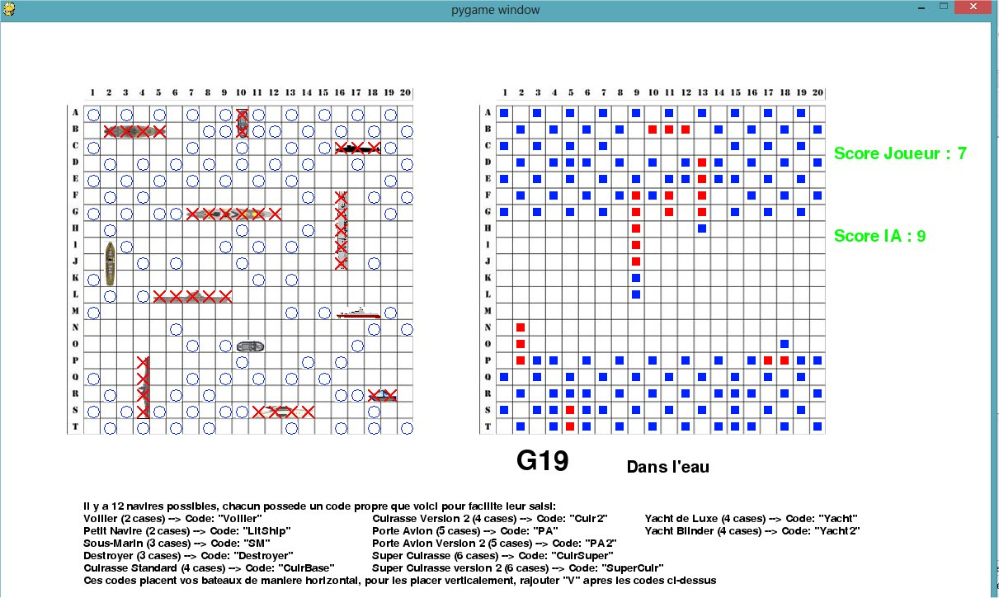 pygame window
1 2 3 4 5 6 7 8 9 10 11 12 13 14 15 16 17 18 19 20
A
B
C
D
E
F
G
H
I
J
K
L
M
N
O
P
Q
R
S
T
1 2 3 4 5 6 7 8 9 10 11 12 13 14 15 16 17 18 19 20
A
B
C
D
E
F
G
H
I
J
K
L
M
N
O
P
Q
R
S
T
Score Joueur : 7
Score IA : 9
G19
Dans l'eau
Il y a 12 navires possibles, chacun possede un code propre que voici pour facilite leur saisi:
Voilier (2 cases) --> Code: "Voilier"
Petit Navire (2 cases) --> Code: "LitShip"
Sous-Marin (3 cases) --> Code: "SM"
Destroyer (3 cases) --> Code: "Destroyer"
Cuirasse Standard (4 cases) --> Code: "CuirBase"
Cuirasse Version 2 (4 cases) --> Code: "Cuir2"
Porte Avion (5 cases) --> Code: "PA"
Porte Avion Version 2 (5 cases) --> Code: "PA2"
Super Cuirasse (6 cases) --> Code: "CuirSuper"
Super Cuirasse version 2 (6 cases) --> Code: "SuperCuir"
Yacht de Luxe (4 cases) --> Code: "Yacht"
Yacht Blinder (4 cases) --> Code: "Yacht2"
Ces codes placent vos bateaux de maniere horizontal, pour les placer verticalement, rajouter "V" apres les codes ci-dessus